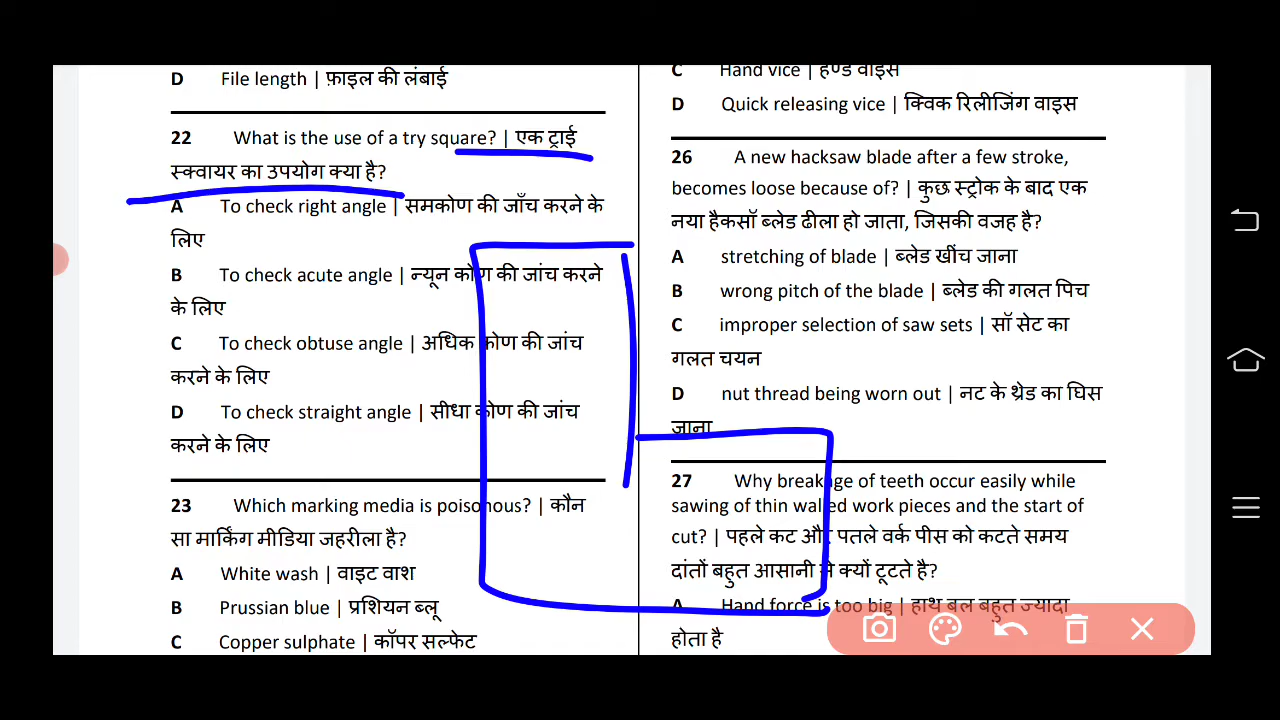 D File length | फ़ाइल की लंबाई
22 What is the use of a try square? | एक ट्राई
स्क्वायर का उपयोग क्या है?
A To check right angle | समकोण की जाँच करने के
लिए
B To check acute angle | न्यून कोण की जांच करने
के लिए
C To check obtuse angle | अधिक कोण की जांच
करने के लिए
D To check straight angle | सीधा कोण की जांच
करने के लिए
23 Which marking media is poisonous? | कौन
सा मार्किंग मीडिया जहरीला है?
A White wash | वाइट वाश
B Prussian blue | प्रशियन ब्लू
C Copper sulphate | कॉपर सल्फेट
C Hand vice | हैण्ड वाइस
D Quick releasing vice | क्विक रिलीजिंग वाइस
26 A new hacksaw blade after a few stroke,
becomes loose because of? | कुछ स्ट्रोक के बाद एक
नया हैकसॉ ब्लेड ढीला हो जाता, जिसकी वजह है?
A stretching of blade | ब्लेड खींच जाना
B wrong pitch of the blade | ब्लेड की गलत पिच
C improper selection of saw sets | सॉ सेट का
गलत चयन
D nut thread being worn out | नट के थ्रेड का घिस
जाना
27 Why breakage of teeth occur easily while
sawing of thin walled work pieces and the start of
cut? | पहले कट और पतले वर्क पीस को कटते समय
दांतों बहुत आसानी से क्यों टूटते है?
A Hand force is too big | हाथ बल बहुत ज्यादा
होता है